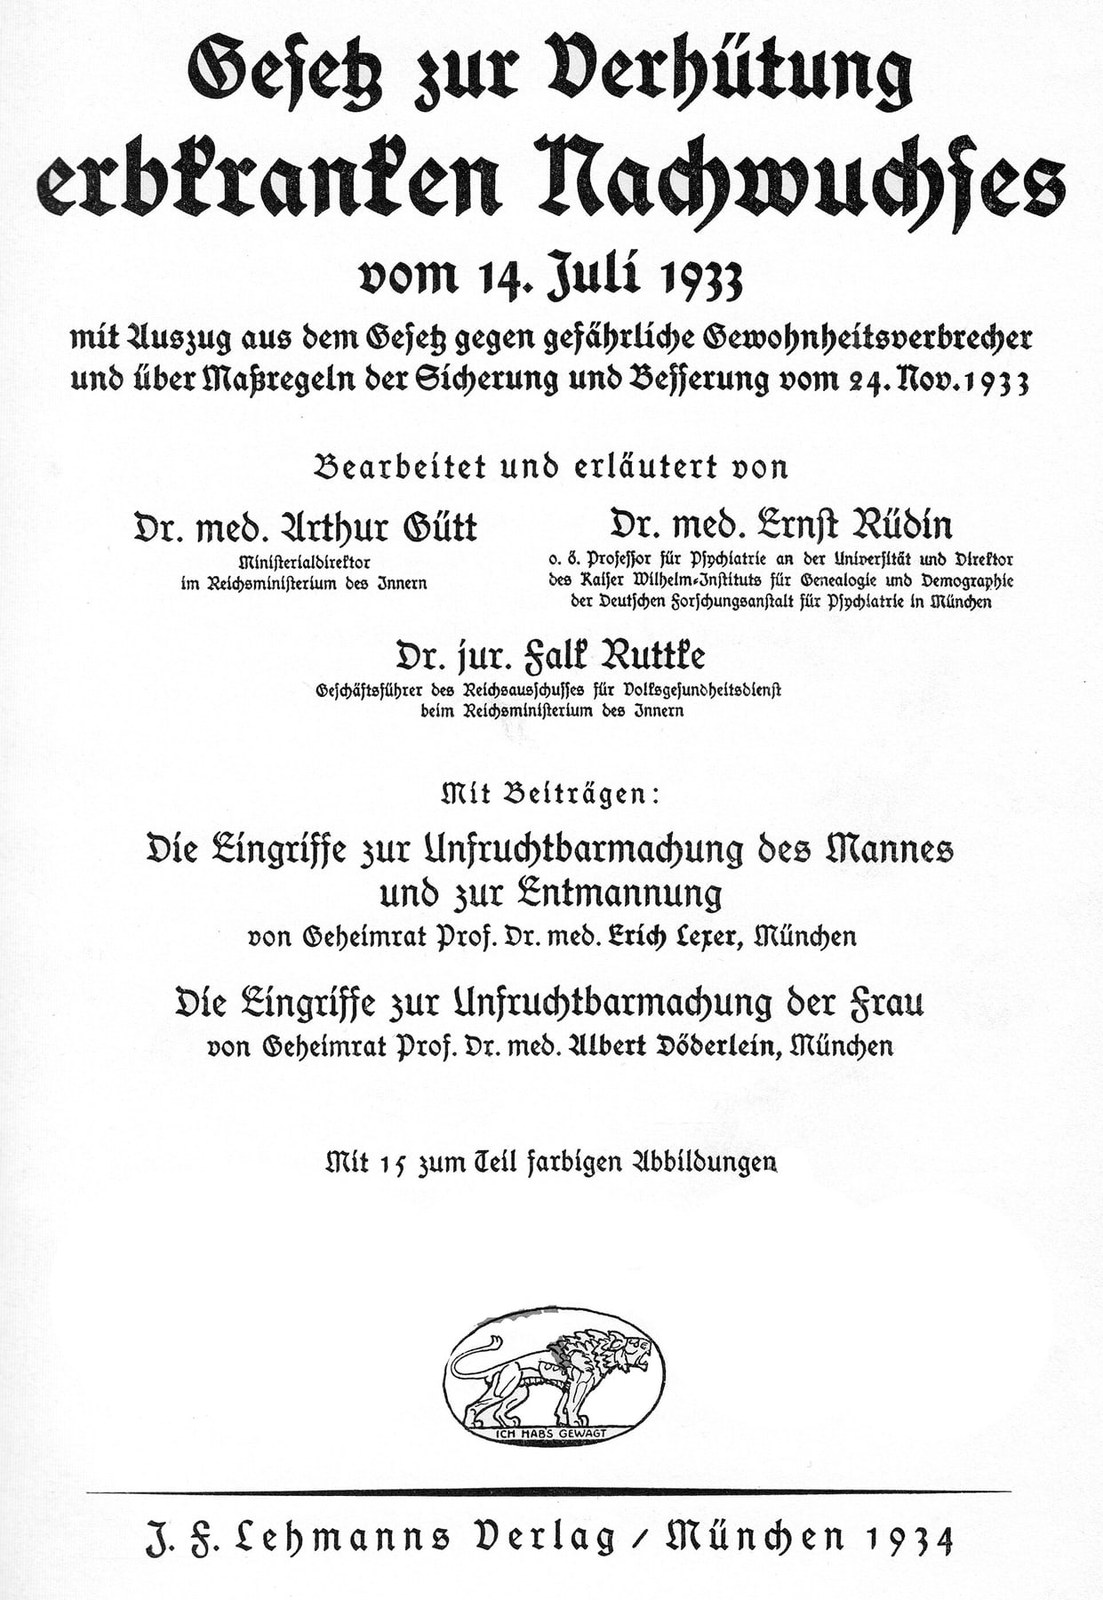 Gesetz zur Verhütung
erbkranken Nachwuchses
vom 14. Juli 1933
mit Auszug aus dem Gesetz gegen gefährliche Gewohnheitsverbrecher
und über Maßregeln der Sicherung und Besserung vom 24. Nov. 1933
Bearbeitet und erläutert von
Dr. med. Arthur Gütt
Ministerialdirektor
im Reichsministerium des Innern
Dr. med. Ernst Rüdin
o. ö. Professor für Psychiatrie an der Universität und Direktor
des Kaiser Wilhelm-Instituts für Genealogie und Demographie
der Deutschen Forschungsanstalt für Psychiatrie in München
Dr. jur. Falk Ruttke
Geschäftsführer des Reichsausschusses für Volksgesundheitsdienst
beim Reichsministerium des Innern
Mit Beiträgen:
Die Eingriffe zur Unfruchtbarmachung des Mannes
und zur Entmannung
von Geheimrat Prof. Dr. med. Erich Lexer, München
Die Eingriffe zur Unfruchtbarmachung der Frau
von Geheimrat Prof. Dr. med. Albert Döderlein, München
Mit 15 zum Teil farbigen Abbildungen
ICH HAB'S GEWAGT
J. F. Lehmanns Verlag / München 1934